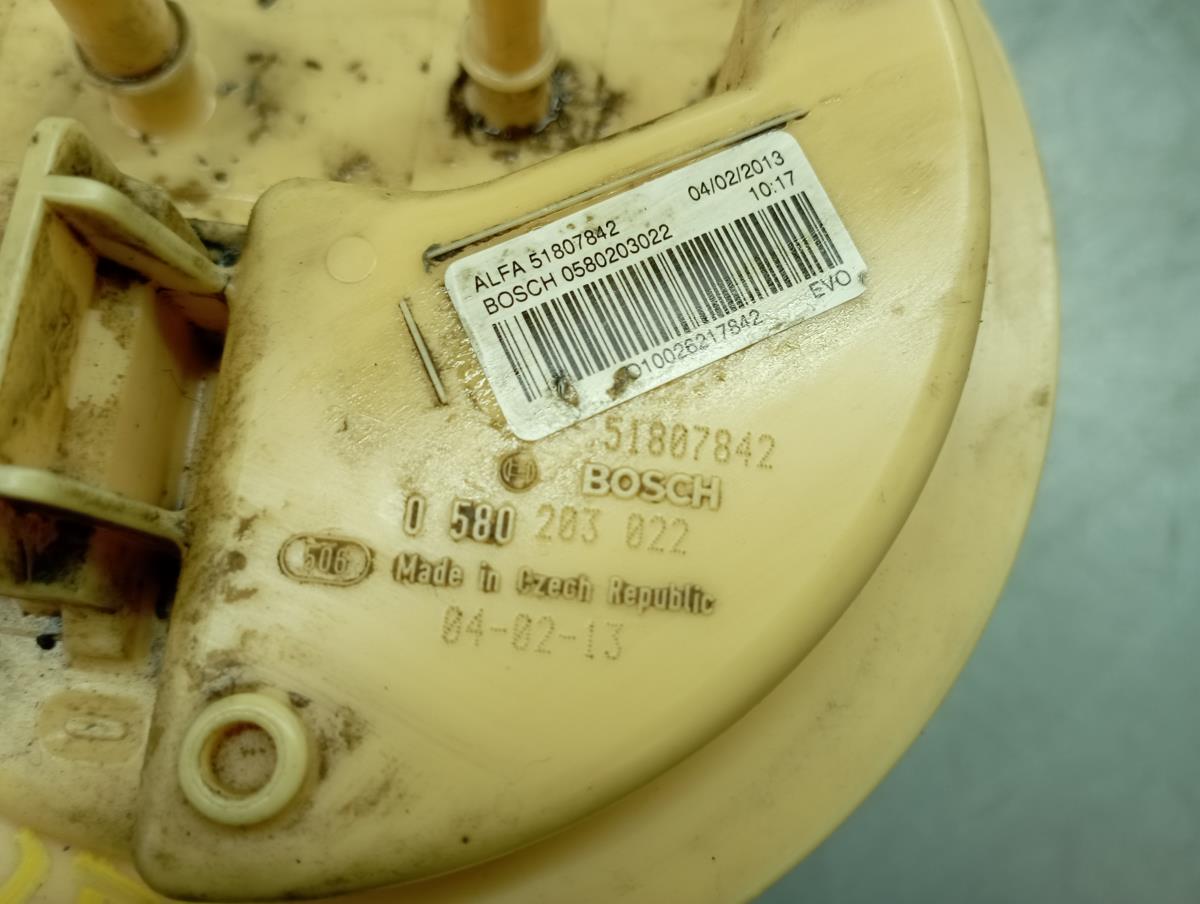 04/02/2013
10:17
ALFA 51807842
BOSCH 0580203022
010026217842
EVO
51807842
BOSCH
0 580 203 022
506 Made in Czech Republic
04-02-13